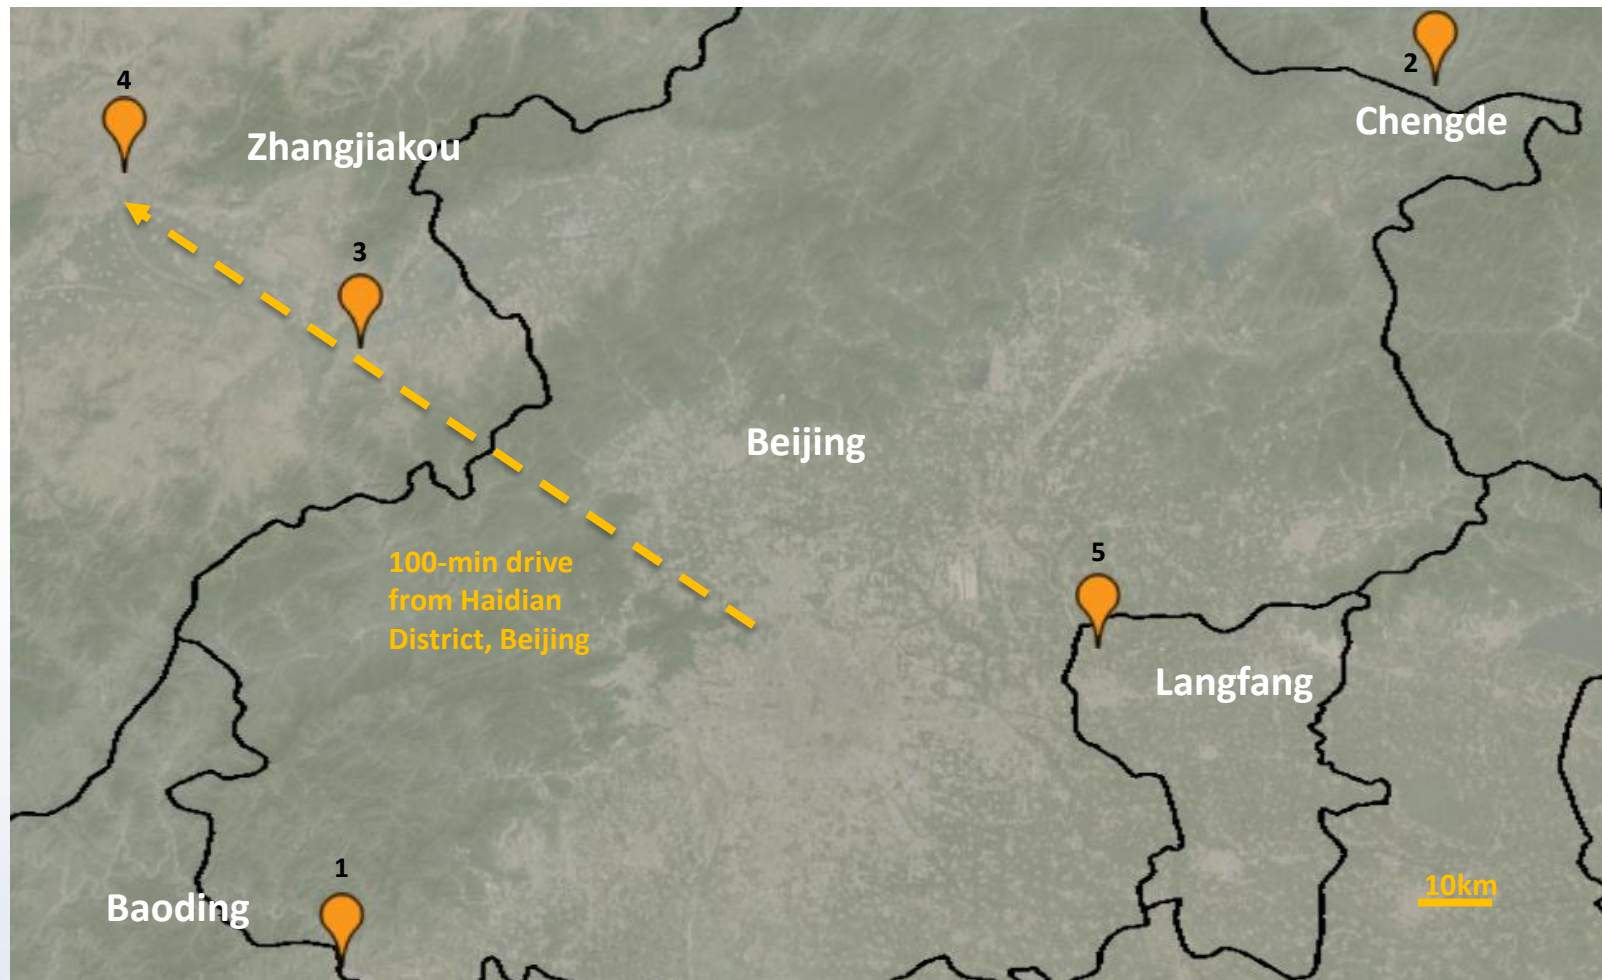 4
2
Zhangjiakou
Chengde
3
Beijing
100-min drive
from Haidian
District, Beijing
5
Langfang
1
Baoding
10km